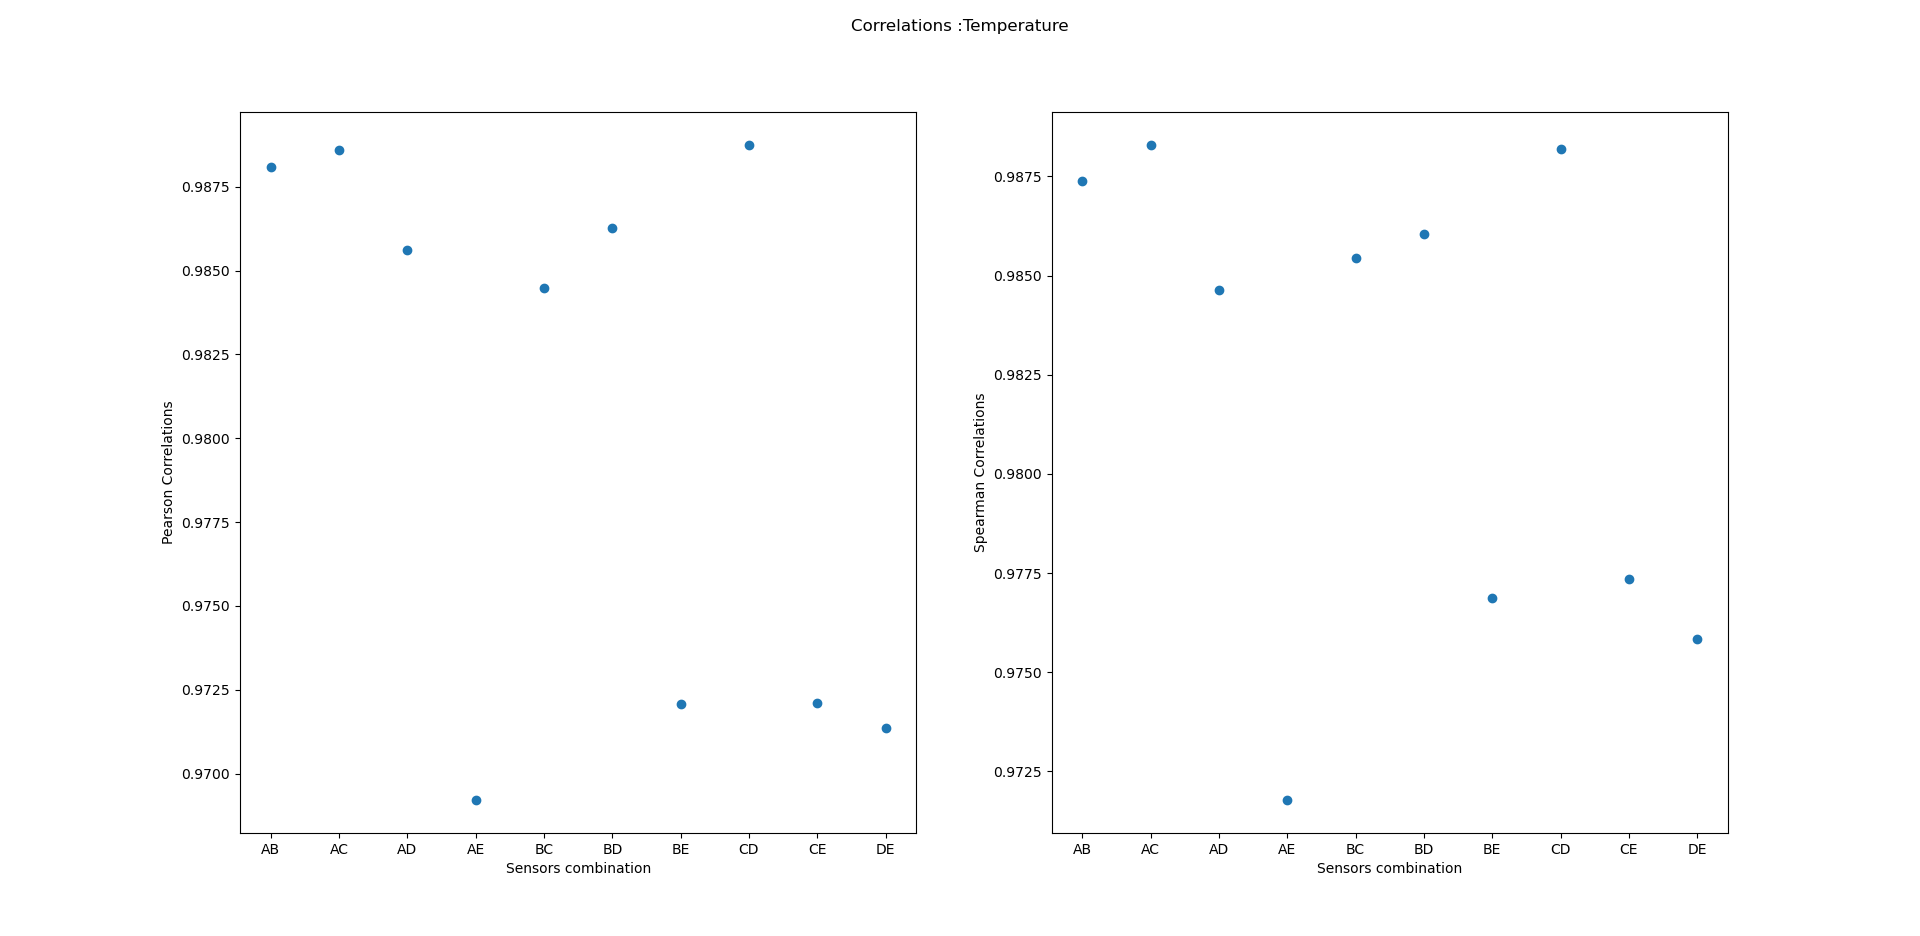 Correlations :Temperature
Pearson Correlations
0.9875
0.9850
0.9825
0.9800
0.9775
0.9750
0.9725
0.9700
AB AC AD AE BC BD BE CD CE DE
Sensors combination
Spearman Correlations
0.9875
0.9850
0.9825
0.9800
0.9775
0.9750
0.9725
AB AC AD AE BC BD BE CD CE DE
Sensors combination